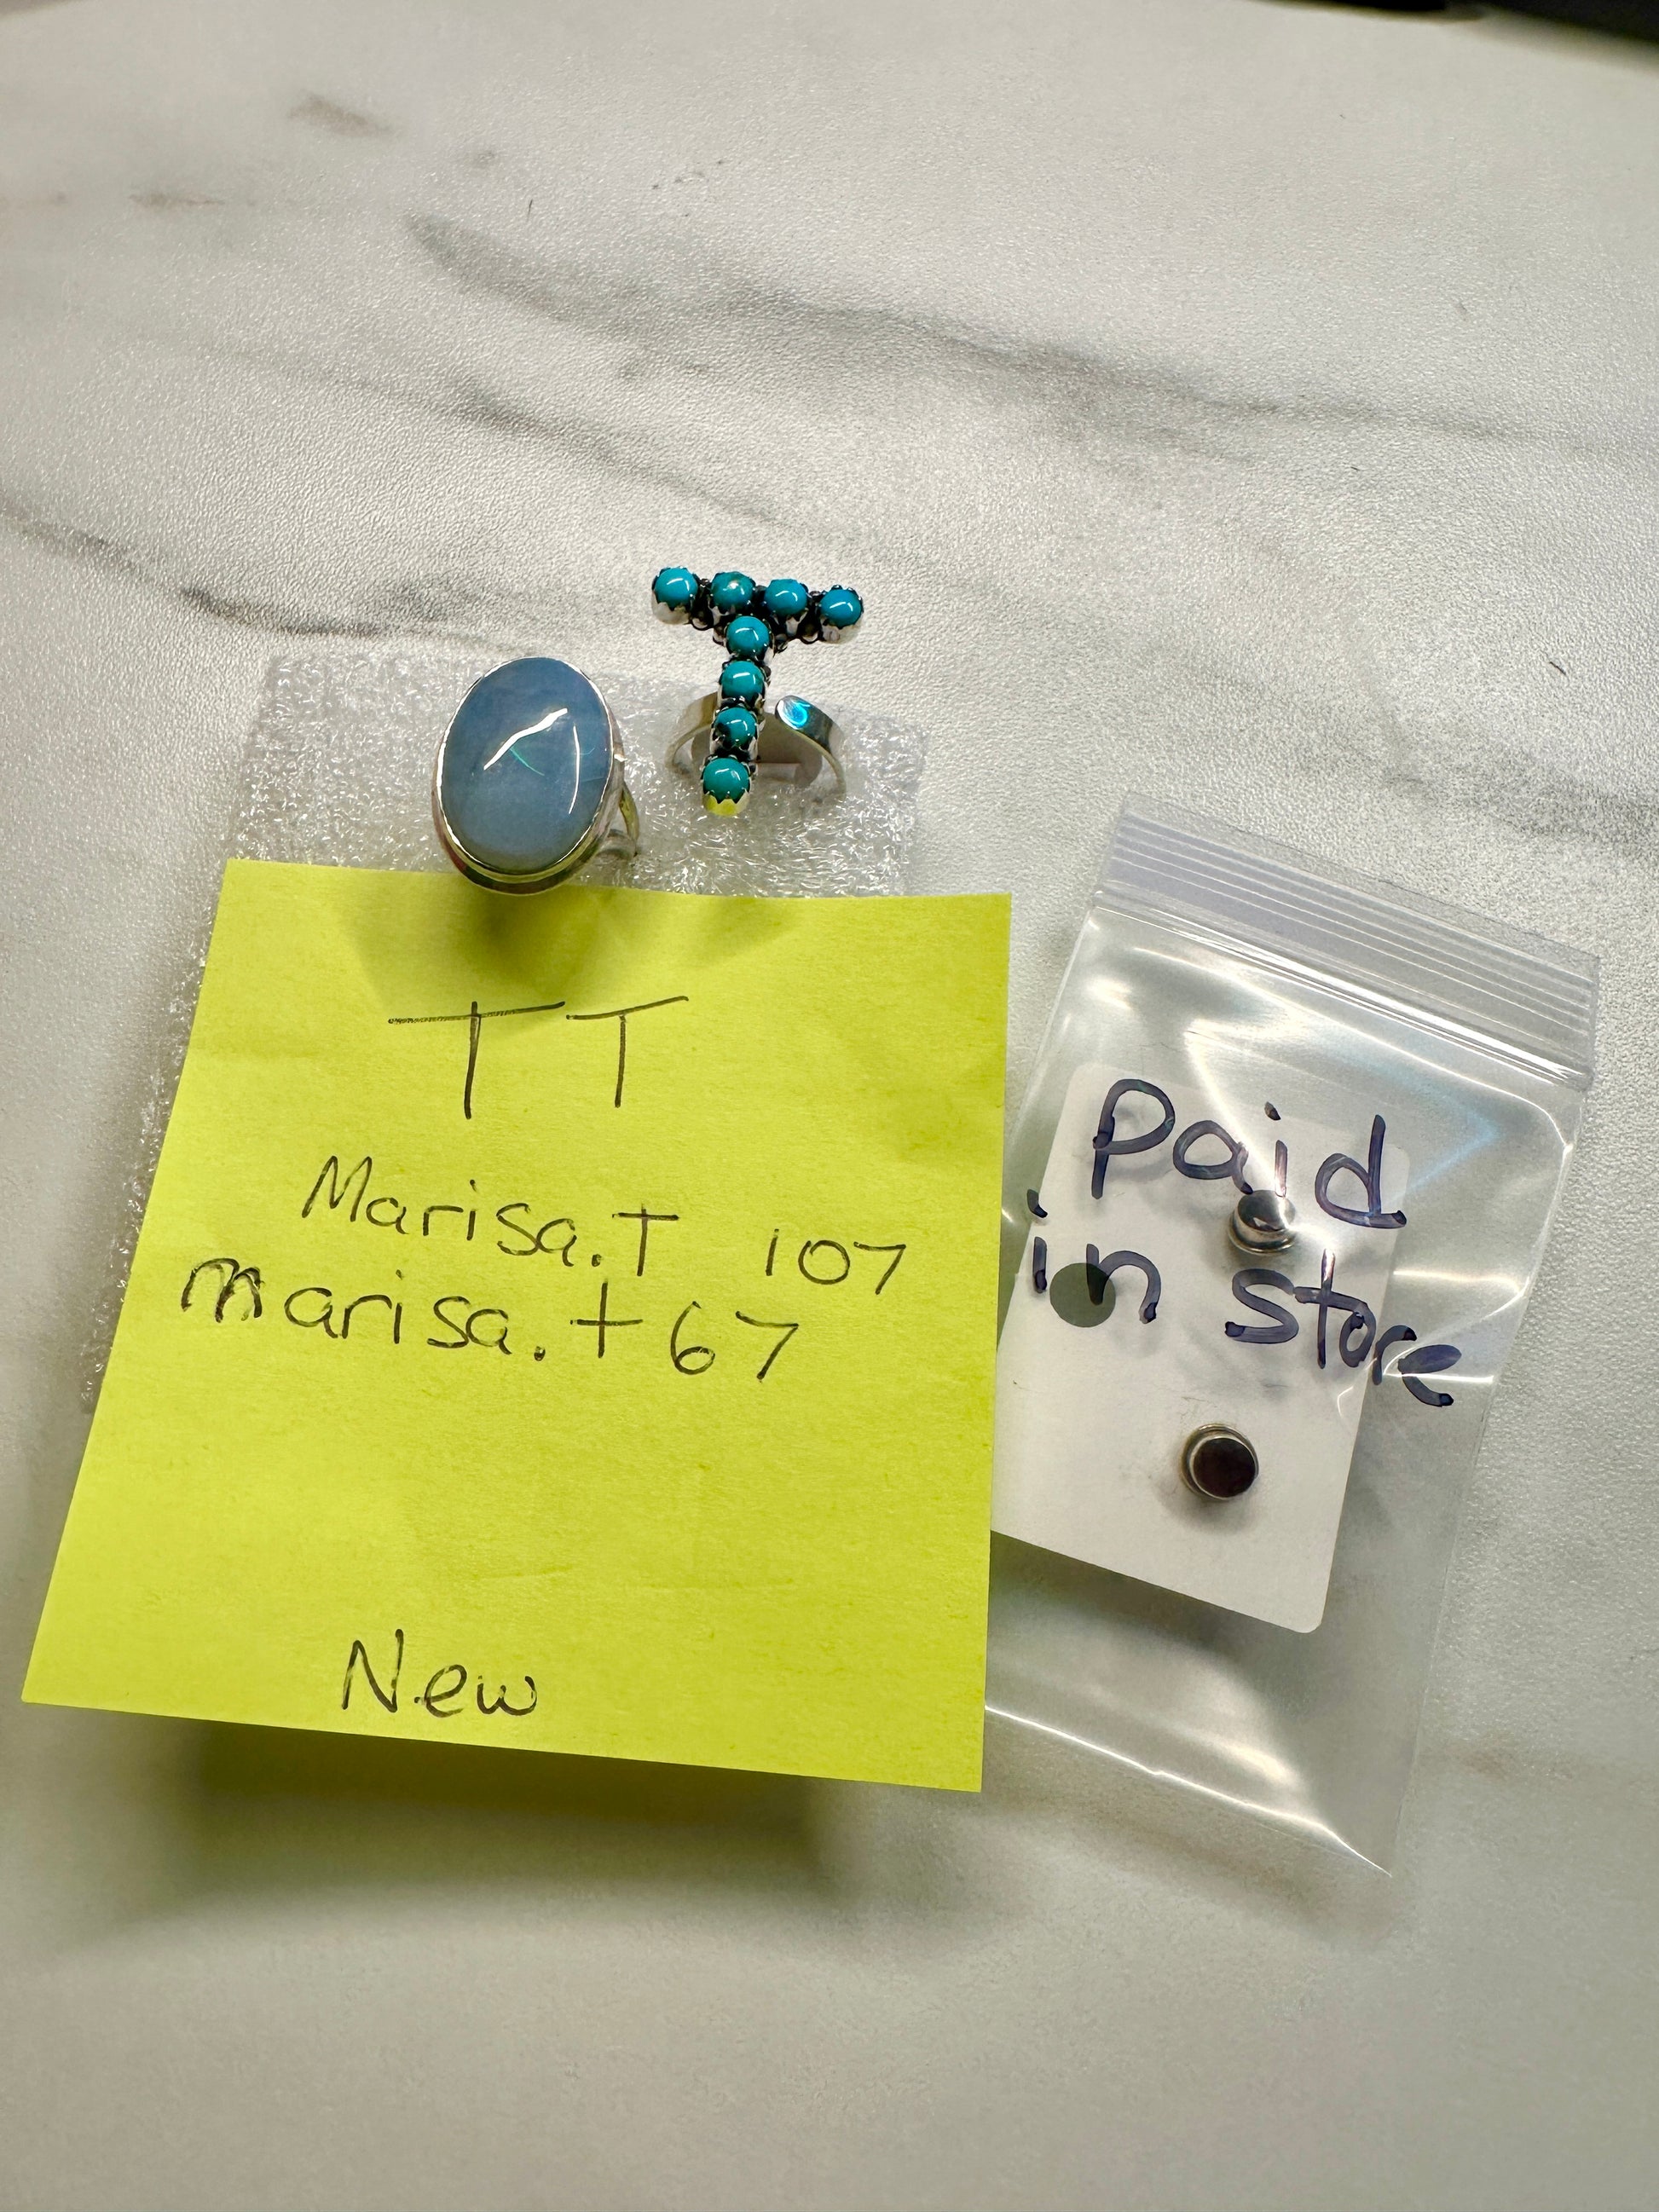 TT
Marisa.T 107
marisa.t 67
New
Paid
in store